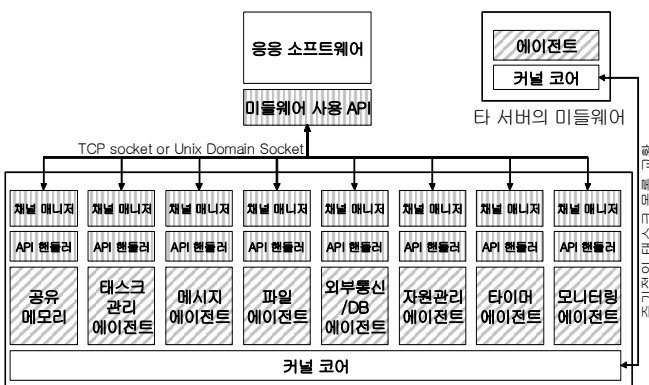 응용 소프트웨어
에이전트
커널 코어
미들웨어 사용 API
타 서버의 미들웨어
TCP socket or Unix Domain Socket
채널 매니저 채널 매니저 채널 매니저 채널 매니저 채널 매니저 채널 매니저 채널 매니저 채널 매니저
API 핸들러 API 핸들러 API 핸들러 API 핸들러 API 핸들러 API 핸들러 API 핸들러 API 핸들러
공유
메모리
태스크
관리
에이전트
메시지
에이전트
파일
에이전트
외부통신
/DB
에이전트
자원관리
에이전트
타이머
에이전트
모니터링
에이전트
커널 코어